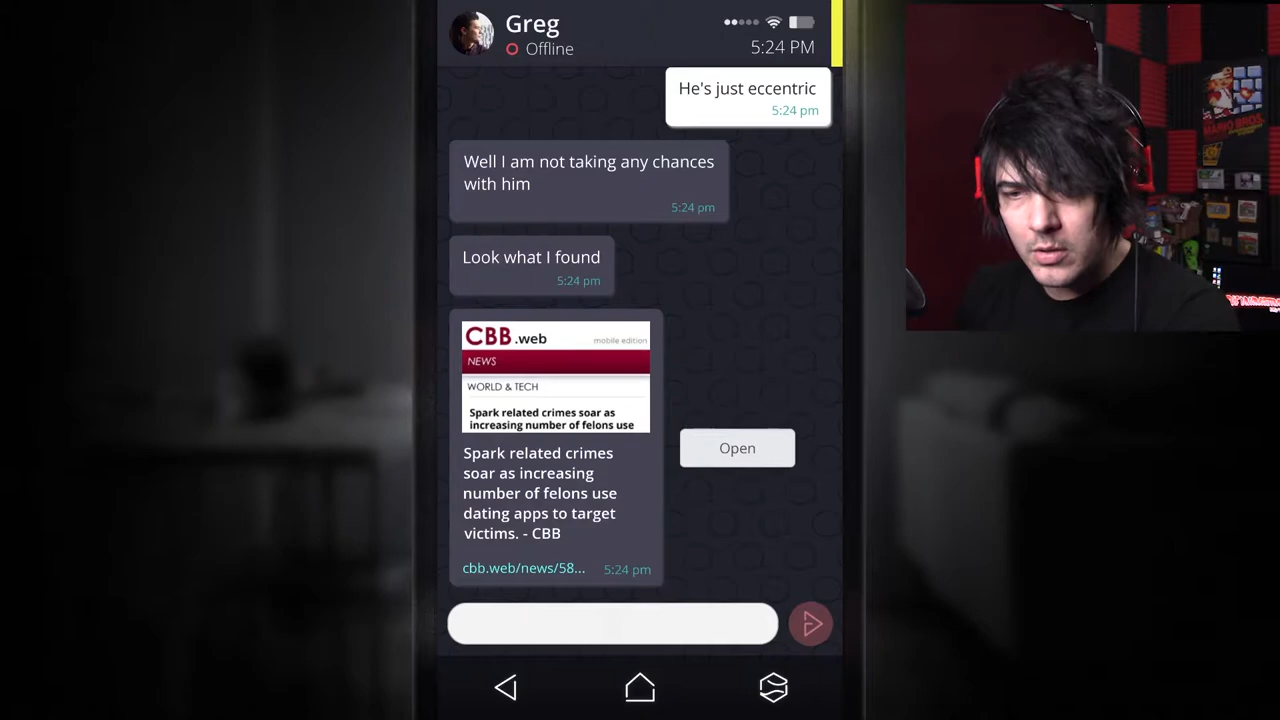 Greg
Offline
5:24 PM
He's just eccentric
5:24 pm
Well I am not taking any chances
with him
5:24 pm
Look what I found
5:24 pm
CBB .web
mobile edition
NEWS
WORLD & TECH
Spark related crimes soar as
increasing number of felons use
Spark related crimes
soar as increasing
number of felons use
dating apps to target
victims. - CBB
cbb.web/news/58...
5:24 pm
Open
MARIO BROS.